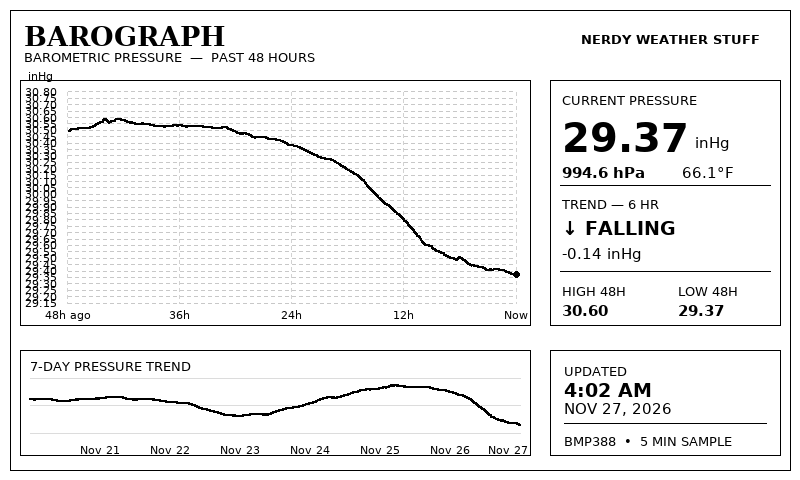 BAROGRAPH
BAROMETRIC PRESSURE — PAST 48 HOURS
NERDY WEATHER STUFF
inHg
30.80
30.75
30.70
30.65
30.60
30.55
30.50
30.45
30.40
30.35
30.30
30.25
30.20
30.15
30.10
30.05
30.00
29.95
29.90
29.85
29.80
29.75
29.70
29.65
29.60
29.55
29.50
29.45
29.40
29.35
29.30
29.25
29.20
29.15
48h ago 36h 24h 12h Now
CURRENT PRESSURE
29.37 inHg
994.6 hPa 66.1°F
TREND — 6 HR
↓ FALLING
-0.14 inHg
HIGH 48H LOW 48H
30.60 29.37
7-DAY PRESSURE TREND
Nov 21 Nov 22 Nov 23 Nov 24 Nov 25 Nov 26 Nov 27
UPDATED
4:02 AM
NOV 27, 2026
BMP388 • 5 MIN SAMPLE